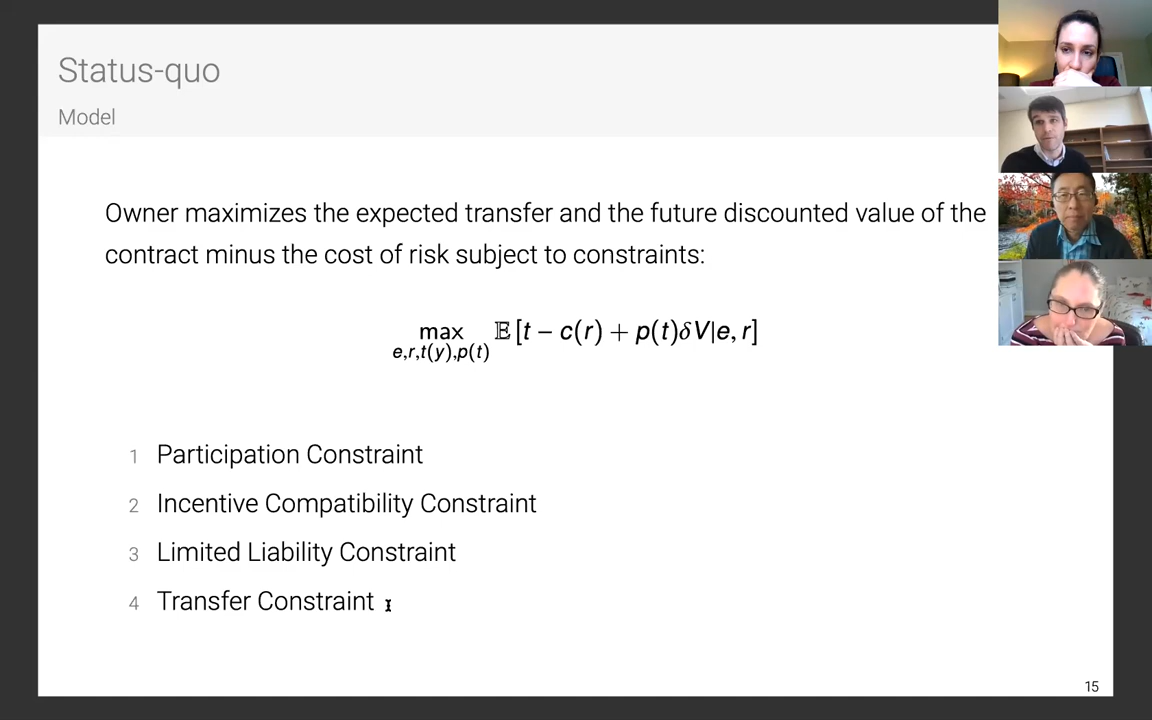 Status-quo
Model
Owner maximizes the expected transfer and the future discounted value of the
contract minus the cost of risk subject to constraints:
max 𝔼 [t − c(r) + p(t)δV|e, r]
e,r,t(y),p(t)
1 Participation Constraint
2 Incentive Compatibility Constraint
3 Limited Liability Constraint
4 Transfer Constraint
15